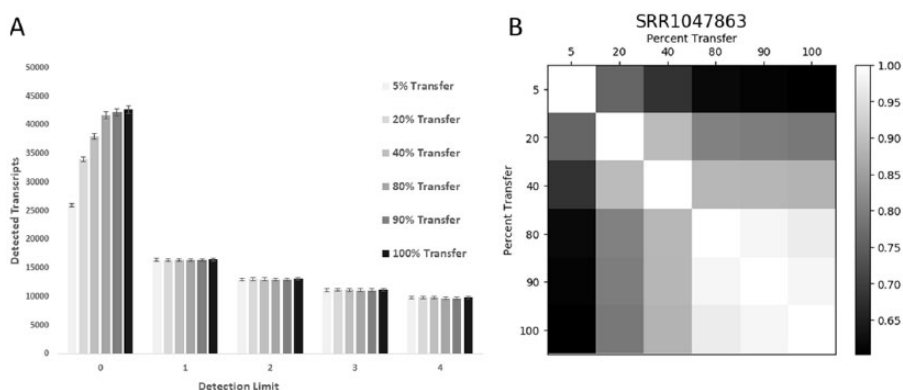 A
50000
45000
40000
35000
30000
25000
20000
15000
10000
5000
0
Detected Transcripts
0 1 2 3 4
Detection Limit
5% Transfer
20% Transfer
40% Transfer
80% Transfer
90% Transfer
100% Transfer
B
SRR1047863
Percent Transfer
5 20 40 80 90 100
Percent Transfer
5
20
40
80
90
100
1.00
0.95
0.90
0.85
0.80
0.75
0.70
0.65